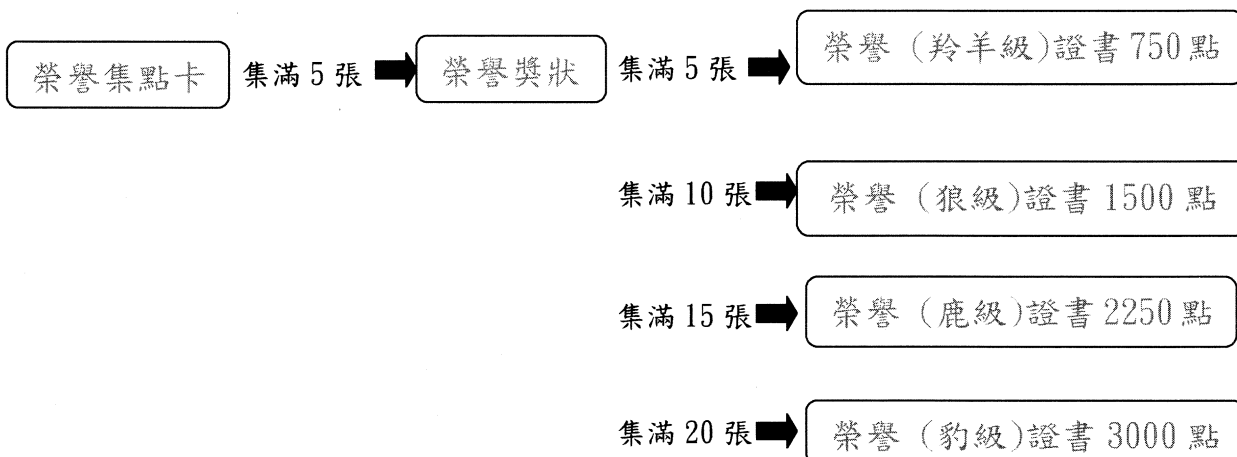 榮譽集點卡 集滿 5 張 榮譽獎狀 集滿 5 張 榮譽（羚羊級)證書 750 點
集滿 10 張 榮譽（狼級)證書 1500 點
集滿 15 張 榮譽（鹿級)證書 2250 點
集滿 20 張 榮譽（豹級)證書 3000 點